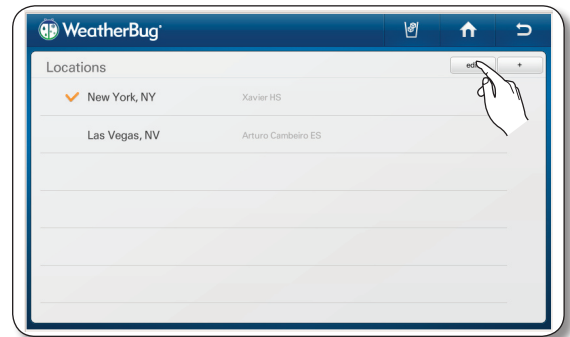 WeatherBug
Locations
+
New York, NY Xavier HS
Las Vegas, NV Arturo Cambeiro ES